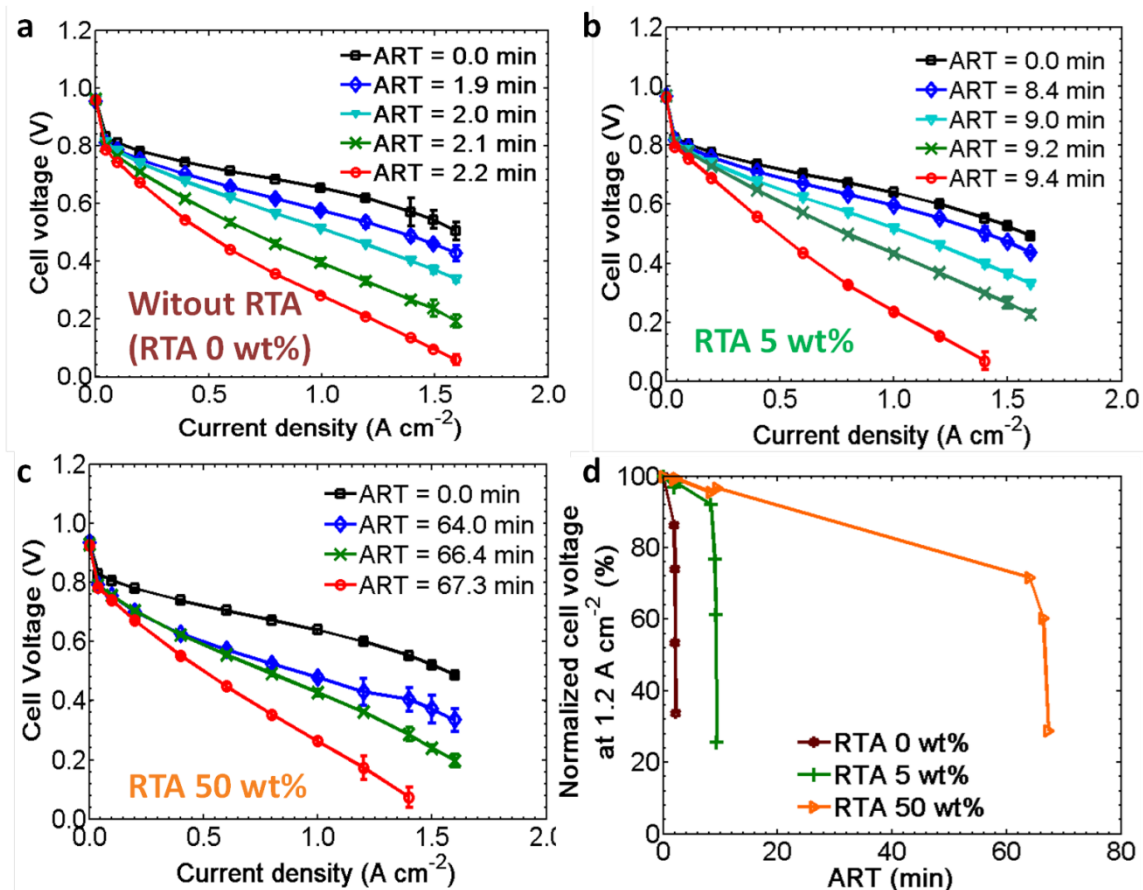 a
1.2
1.0
0.8
0.6
0.4
0.2
0.0
Cell voltage (V)
ART = 0.0 min
ART = 1.9 min
ART = 2.0 min
ART = 2.1 min
ART = 2.2 min
Witout RTA
(RTA 0 wt%)
0.0 0.5 1.0 1.5 2.0
Current density (A cm⁻²)
b
1.2
1.0
0.8
0.6
0.4
0.2
0.0
Cell voltage (V)
ART = 0.0 min
ART = 8.4 min
ART = 9.0 min
ART = 9.2 min
ART = 9.4 min
RTA 5 wt%
0.0 0.5 1.0 1.5 2.0
Current density (A cm⁻²)
c
1.2
1.0
0.8
0.6
0.4
0.2
0.0
Cell Voltage (V)
ART = 0.0 min
ART = 64.0 min
ART = 66.4 min
ART = 67.3 min
RTA 50 wt%
0.0 0.5 1.0 1.5 2.0
Current density (A cm⁻²)
d
100
80
60
40
20
0
Normalized cell voltage
at 1.2 A cm⁻² (%)
RTA 0 wt%
RTA 5 wt%
RTA 50 wt%
0 20 40 60 80
ART (min)